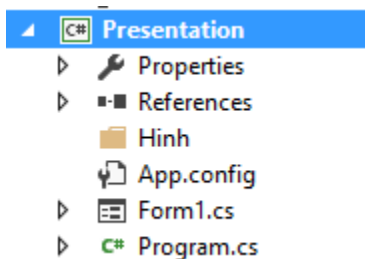 C# Presentation
Properties
References
Hinh
App.config
Form1.cs
C# Program.cs